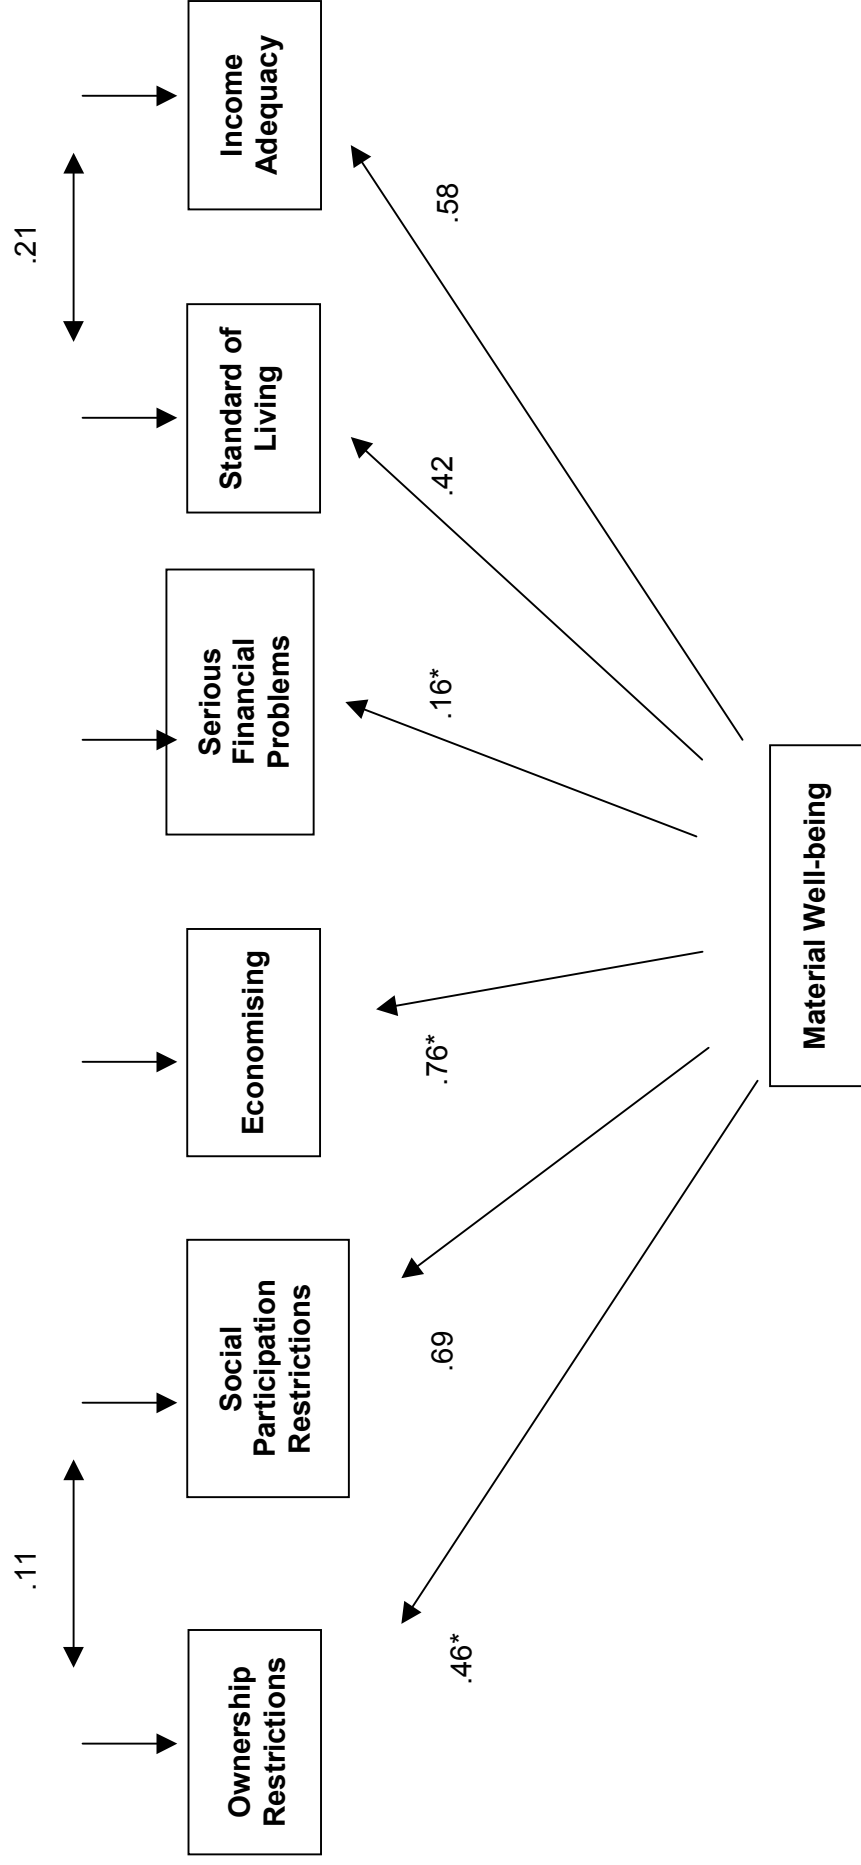 .11
.21
Ownership
Restrictions
Social
Participation
Restrictions
Economising
Serious
Financial
Problems
Standard of
Living
Income
Adequacy
.46*
.69
.76*
.16*
.42
.58
Material Well-being